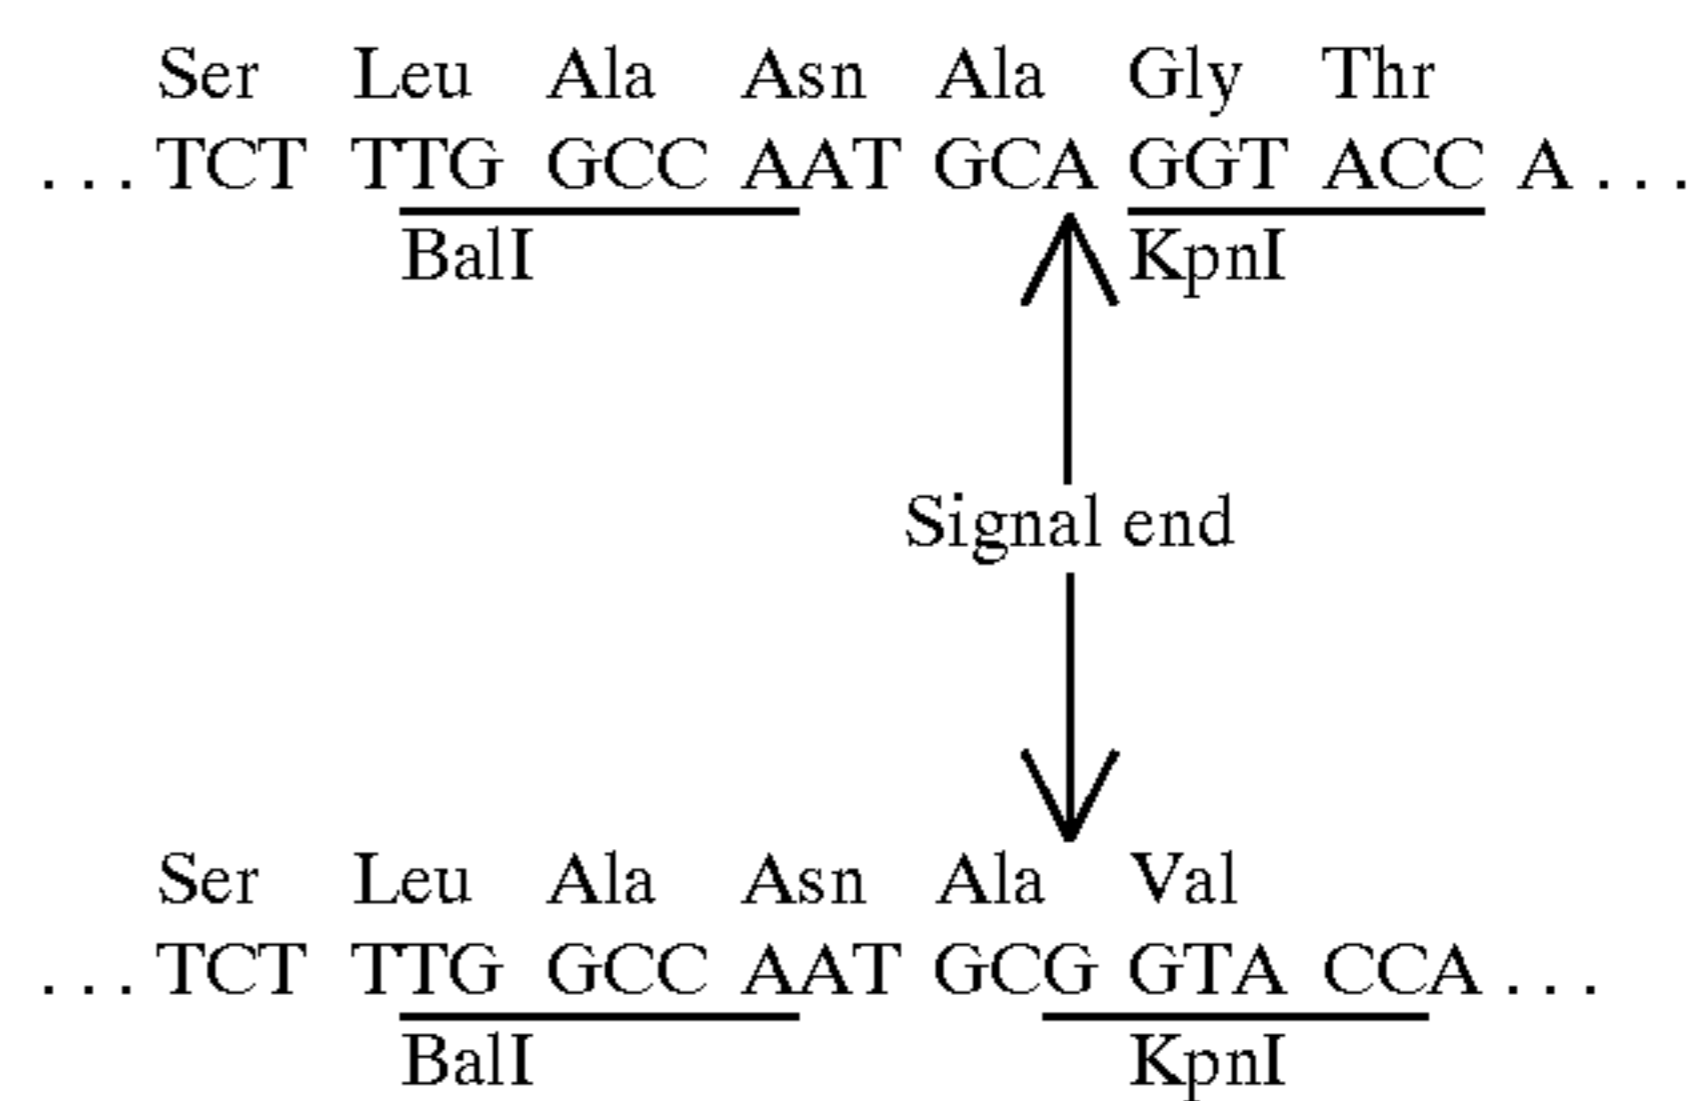 Ser Leu Ala Asn Ala Gly Thr
. . . TCT TTG GCC AAT GCA GGT ACC A . . .
BalI KpnI
Signal end
Ser Leu Ala Asn Ala Val
. . . TCT TTG GCC AAT GCG GTA CCA . . .
BalI KpnI